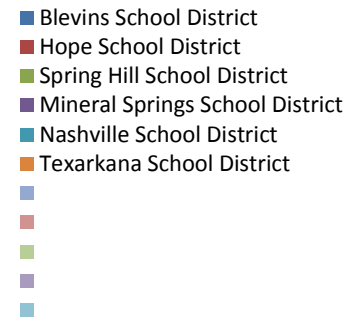 Blevins School District
Hope School District
Spring Hill School District
Mineral Springs School District
Nashville School District
Texarkana School District